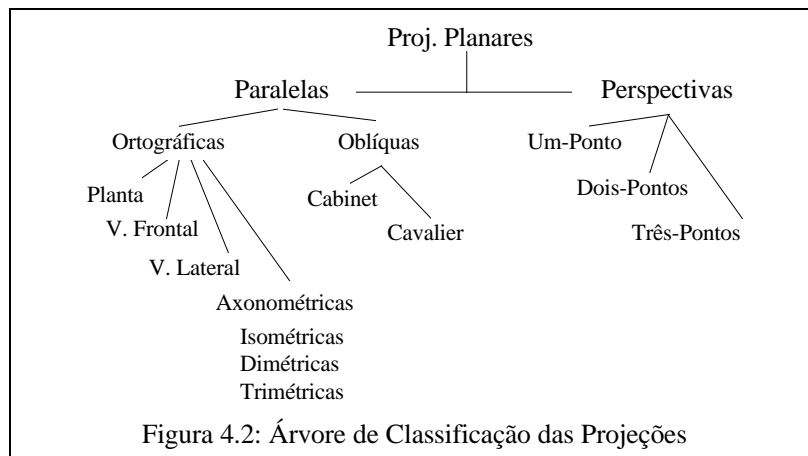 Proj. Planares
Paralelas
Perspectivas
Ortográficas
Oblíquas
Um-Ponto
Planta
Cabinet
Dois-Pontos
V. Frontal
Cavalier
Três-Pontos
V. Lateral
Axonométricas
Isométricas
Dimétricas
Trimétricas
Figura 4.2: Árvore de Classificação das Projeções